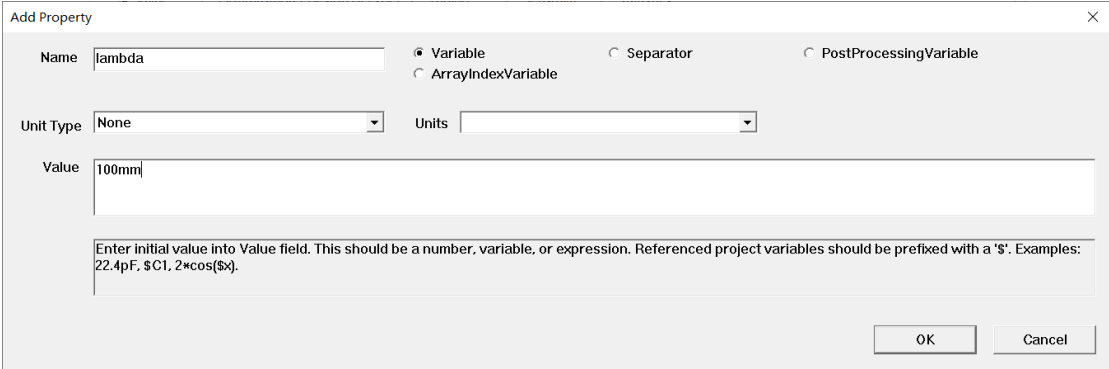 Add Property
Name lambda Variable Separator PostProcessingVariable
ArrayIndexVariable
Unit Type None Units
Value 100mm
Enter initial value into Value field. This should be a number, variable, or expression. Referenced project variables should be prefixed with a '$'. Examples:
22.4pF, $C1, 2*cos($x).
OK Cancel